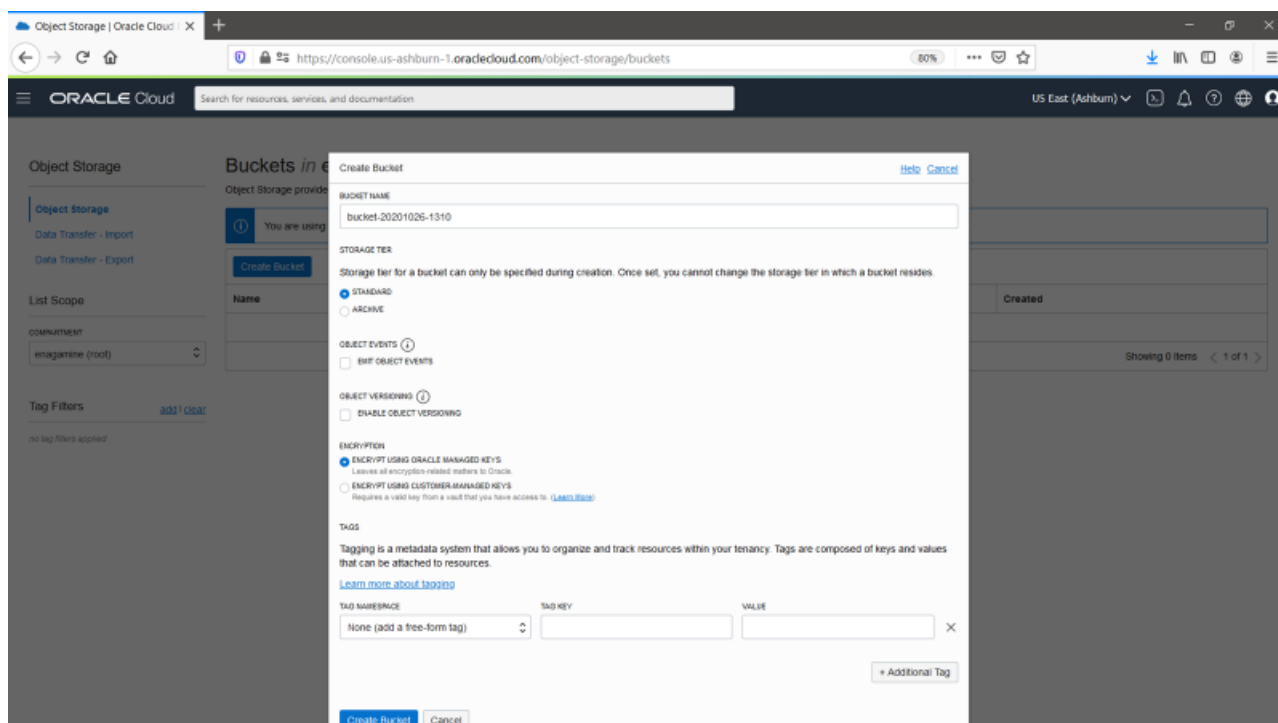 Object Storage | Oracle Cloud I
https://console.us-ashburn-1.oraclecloud.com/object-storage/buckets
80%
ORACLE Cloud
Search for resources, services, and documentation
US East (Ashburn)
Object Storage
Object Storage
Data Transfer - Import
Data Transfer - Export
List Scope
COMPARTMENT
enagamine (root)
Tag Filters
add | clear
no tag filters applied
Buckets in e
Object Storage provide
You are using
Create Bucket
Name
Created
Showing 0 Items < 1 of 1 >
Create Bucket
Help Cancel
BUCKET NAME
bucket-20201026-1310
STORAGE TIER
Storage tier for a bucket can only be specified during creation. Once set, you cannot change the storage tier in which a bucket resides.
STANDARD
ARCHIVE
OBJECT EVENTS
EMIT OBJECT EVENTS
OBJECT VERSIONING
ENABLE OBJECT VERSIONING
ENCRYPTION
ENCRYPT USING ORACLE MANAGED KEYS
Leaves all encryption-related matters to Oracle.
ENCRYPT USING CUSTOMER-MANAGED KEYS
Requires a valid key from a vault that you have access to. (Learn More)
TAGS
Tagging is a metadata system that allows you to organize and track resources within your tenancy. Tags are composed of keys and values
that can be attached to resources.
Learn more about tagging
TAG NAMESPACE TAG KEY VALUE
None (add a free-form tag)
+ Additional Tag
Create Bucket Cancel